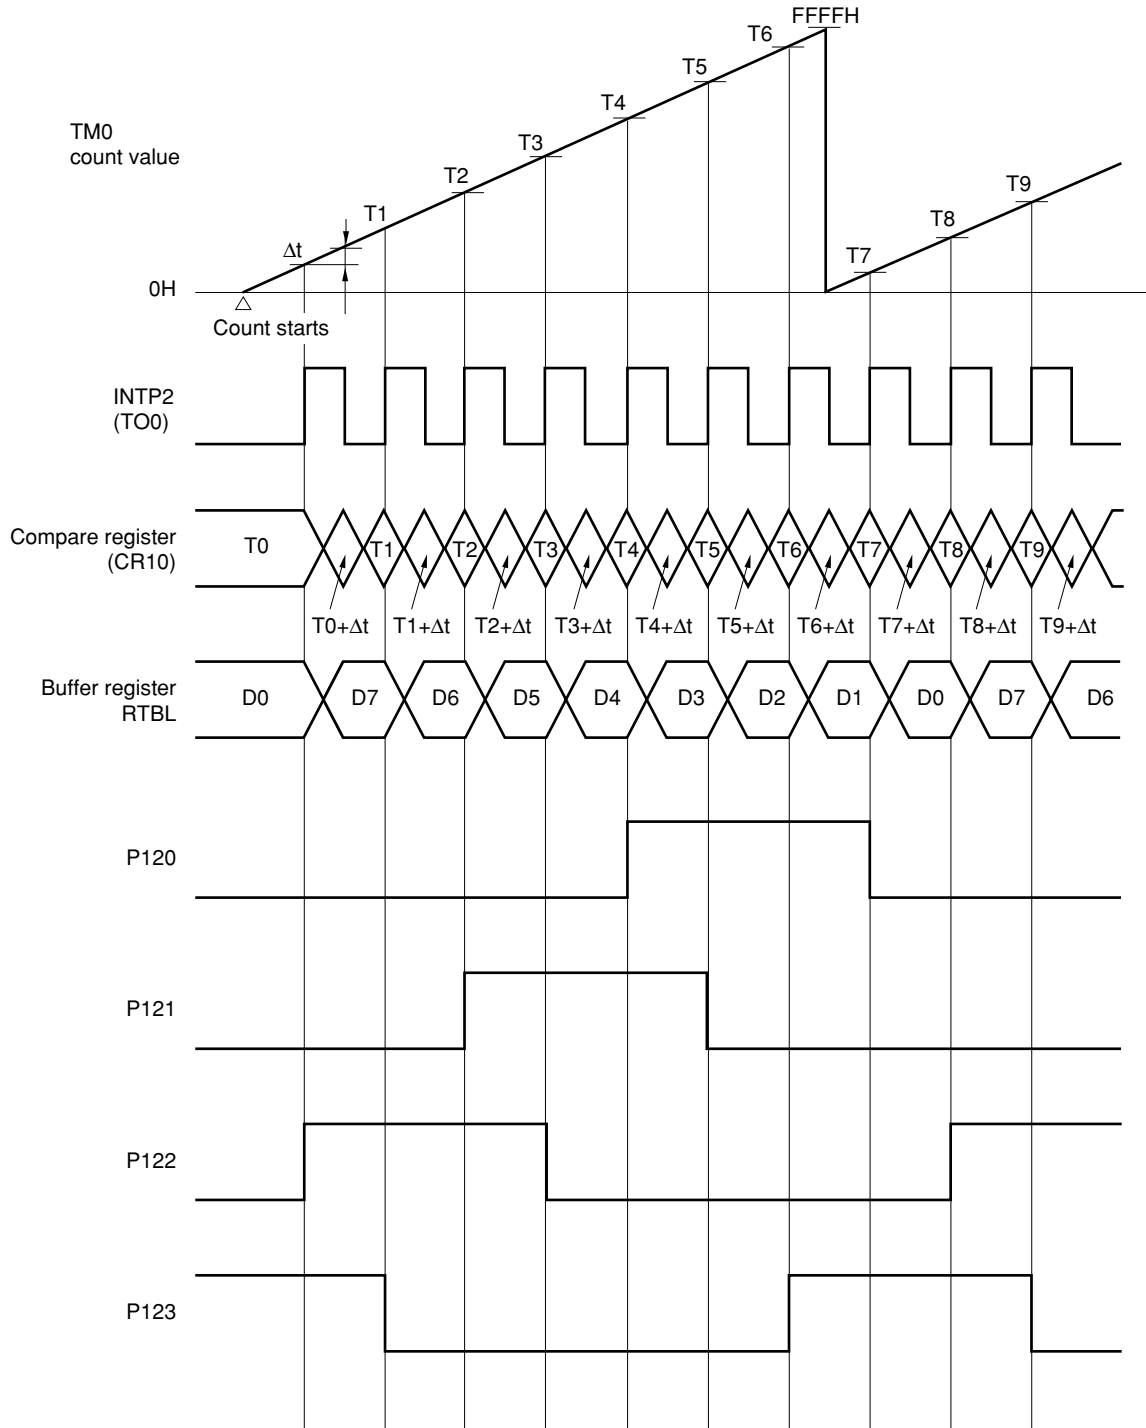 FFFFH
T6
T5
T4
T3
T2
T1
Δt
TM0
count value
T9
T8
T7
0H
Count starts
INTP2
(TO0)
Compare register
(CR10)
T0 T1 T2 T3 T4 T5 T6 T7 T8 T9
T0+Δt T1+Δt T2+Δt T3+Δt T4+Δt T5+Δt T6+Δt T7+Δt T8+Δt T9+Δt
Buffer register
RTBL
D0 D7 D6 D5 D4 D3 D2 D1 D0 D7 D6
P120
P121
P122
P123